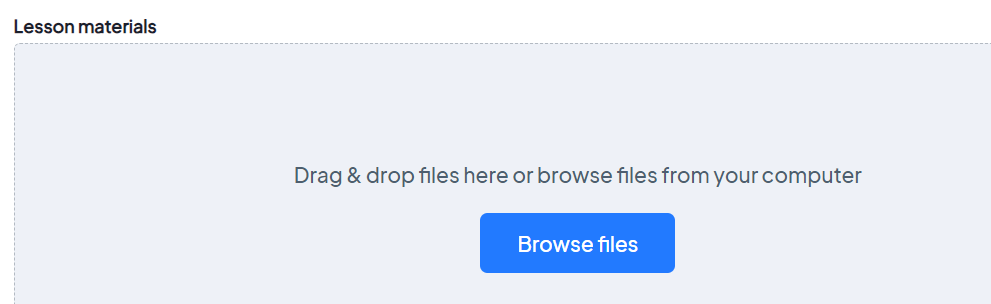 Lesson materials
Drag & drop files here or browse files from your computer
Browse files